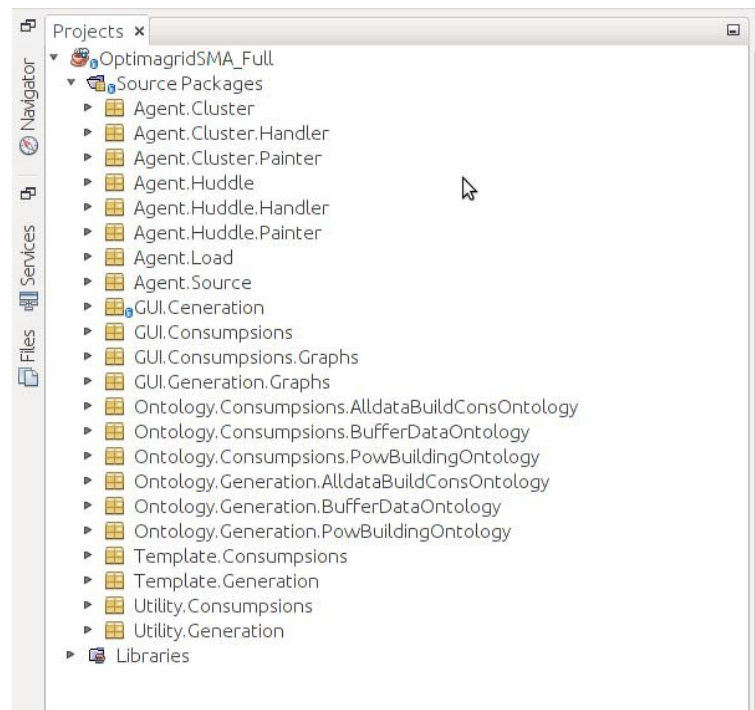 Projects
OptimagridSMA_Full
Source Packages
Agent.Cluster
Agent.Cluster.Handler
Agent.Cluster.Painter
Agent.Huddle
Agent.Huddle.Handler
Agent.Huddle.Painter
Agent.Load
Agent.Source
GUI.Generation
GUI.Consumpsions
GUI.Consumpsions.Graphs
GUI.Generation.Graphs
Ontology.Consumpsions.AlldataBuildConsOntology
Ontology.Consumpsions.BufferDataOntology
Ontology.Consumpsions.PowBuildingOntology
Ontology.Generation.AlldataBuildConsOntology
Ontology.Generation.BufferDataOntology
Ontology.Generation.PowBuildingOntology
Template.Consumpsions
Template.Generation
Utility.Consumpsions
Utility.Generation
Libraries
Navigator
Services
Files